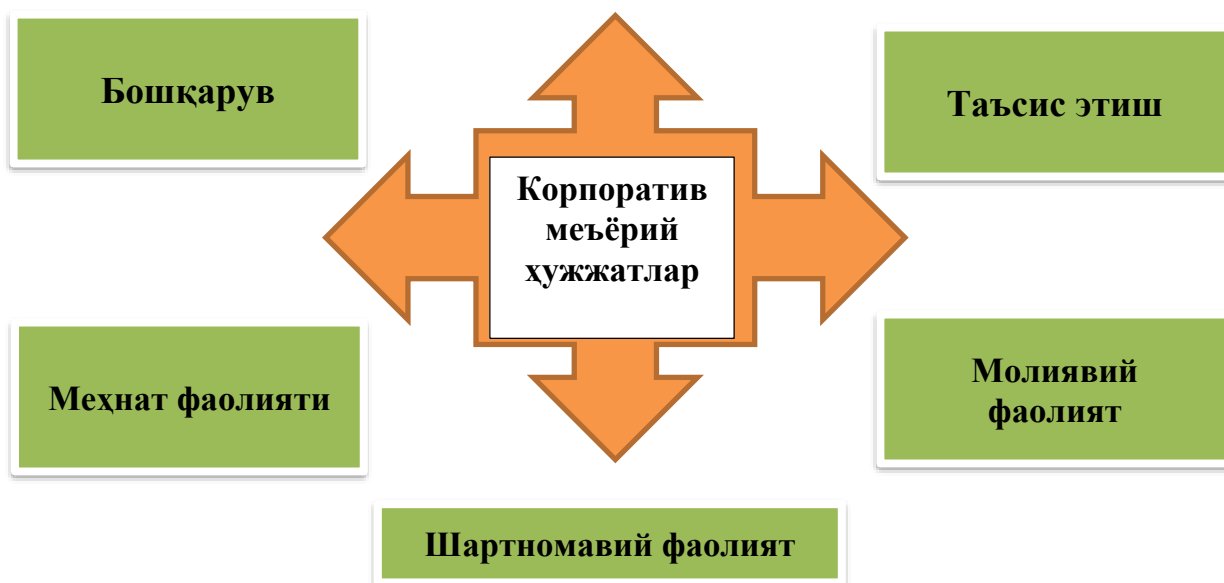 Бошқарув
Таъсис этиш
Корпоратив
меъёрий
ҳужжатлар
Меҳнат фаолияти
Молиявий
фаолият
Шартномавий фаолият